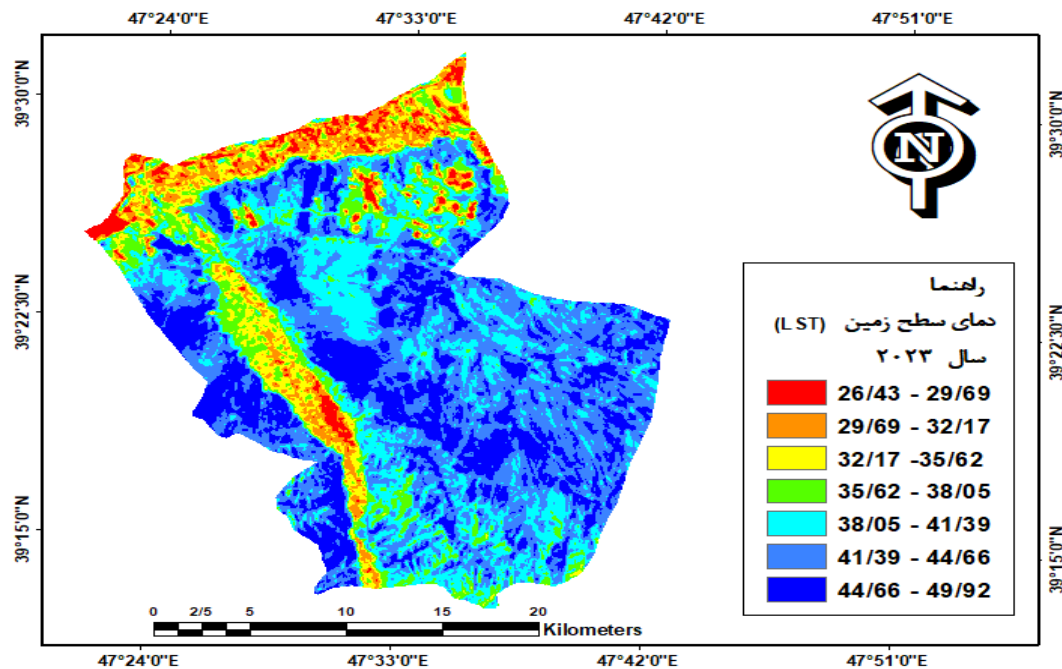 47°24'0"E 47°33'0"E 47°42'0"E 47°51'0"E
39°30'0"N
39°30'0"N
N
39°22'30"N
39°22'30"N
39°15'0"N
39°15'0"N
راهنما
دمای سطح زمین (L ST)
سال ۲۰۲۳
26/43 - 29/69
29/69 - 32/17
32/17 -35/62
35/62 - 38/05
38/05 - 41/39
41/39 - 44/66
44/66 - 49/92
0 2/5 5 10 15 20
Kilometers
47°24'0"E 47°33'0"E 47°42'0"E 47°51'0"E